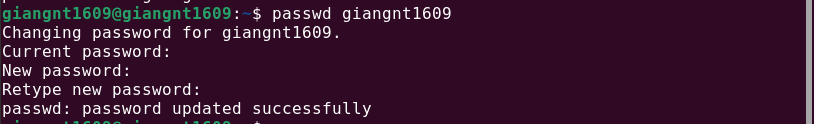 giangnt1609@giangnt1609:~$ passwd giangnt1609
Changing password for giangnt1609.
Current password:
New password:
Retype new password:
passwd: password updated successfully